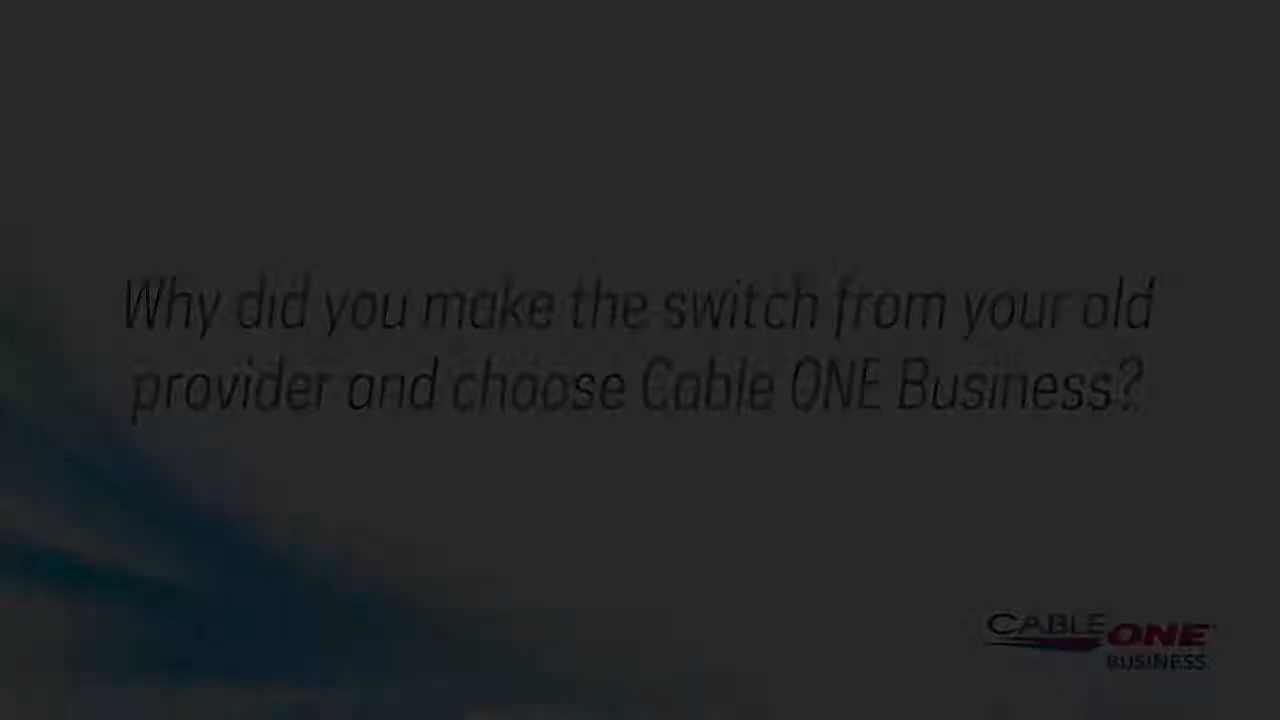 Why did you make the switch from your old
provider and choose Cable ONE Business?
CABLE ONE
BUSINESS